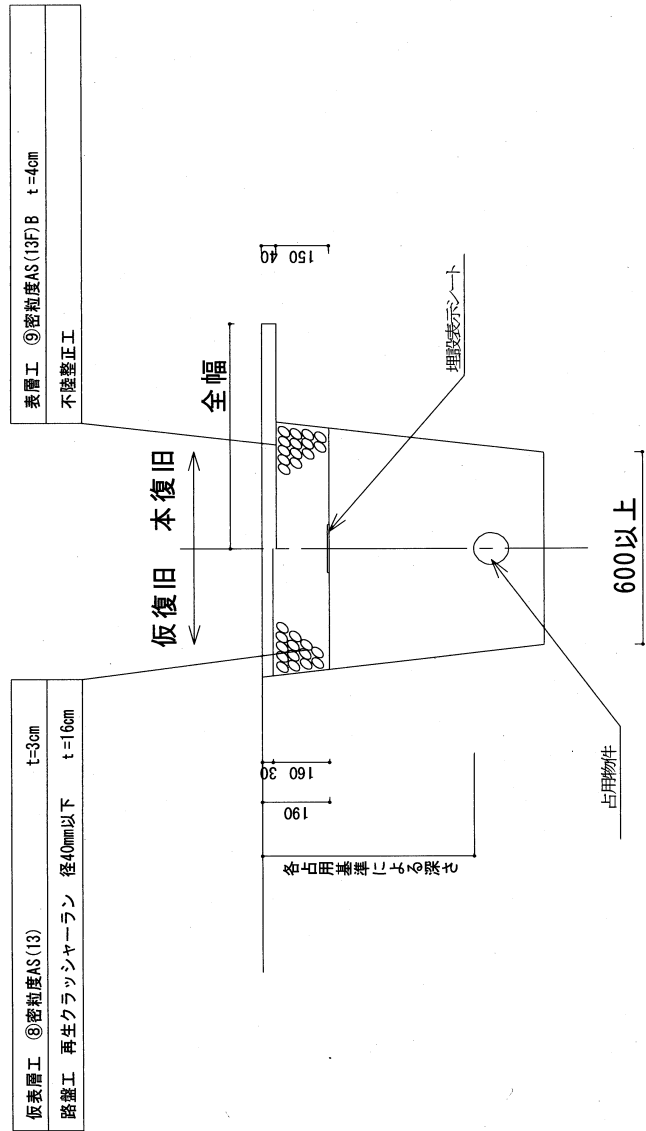 仮表層工 ⑧密粒度AS(13) t=3cm
路盤工 再生クラッシャーラン 径40mm以下 t=16cm
表層工 ⑨密粒度AS(13F)B t=4cm
不陸整正工
仮復旧 本復旧
全幅
30 160
190
40 150
各占用基準による深さ
埋設表示シート
占用物件
600以上